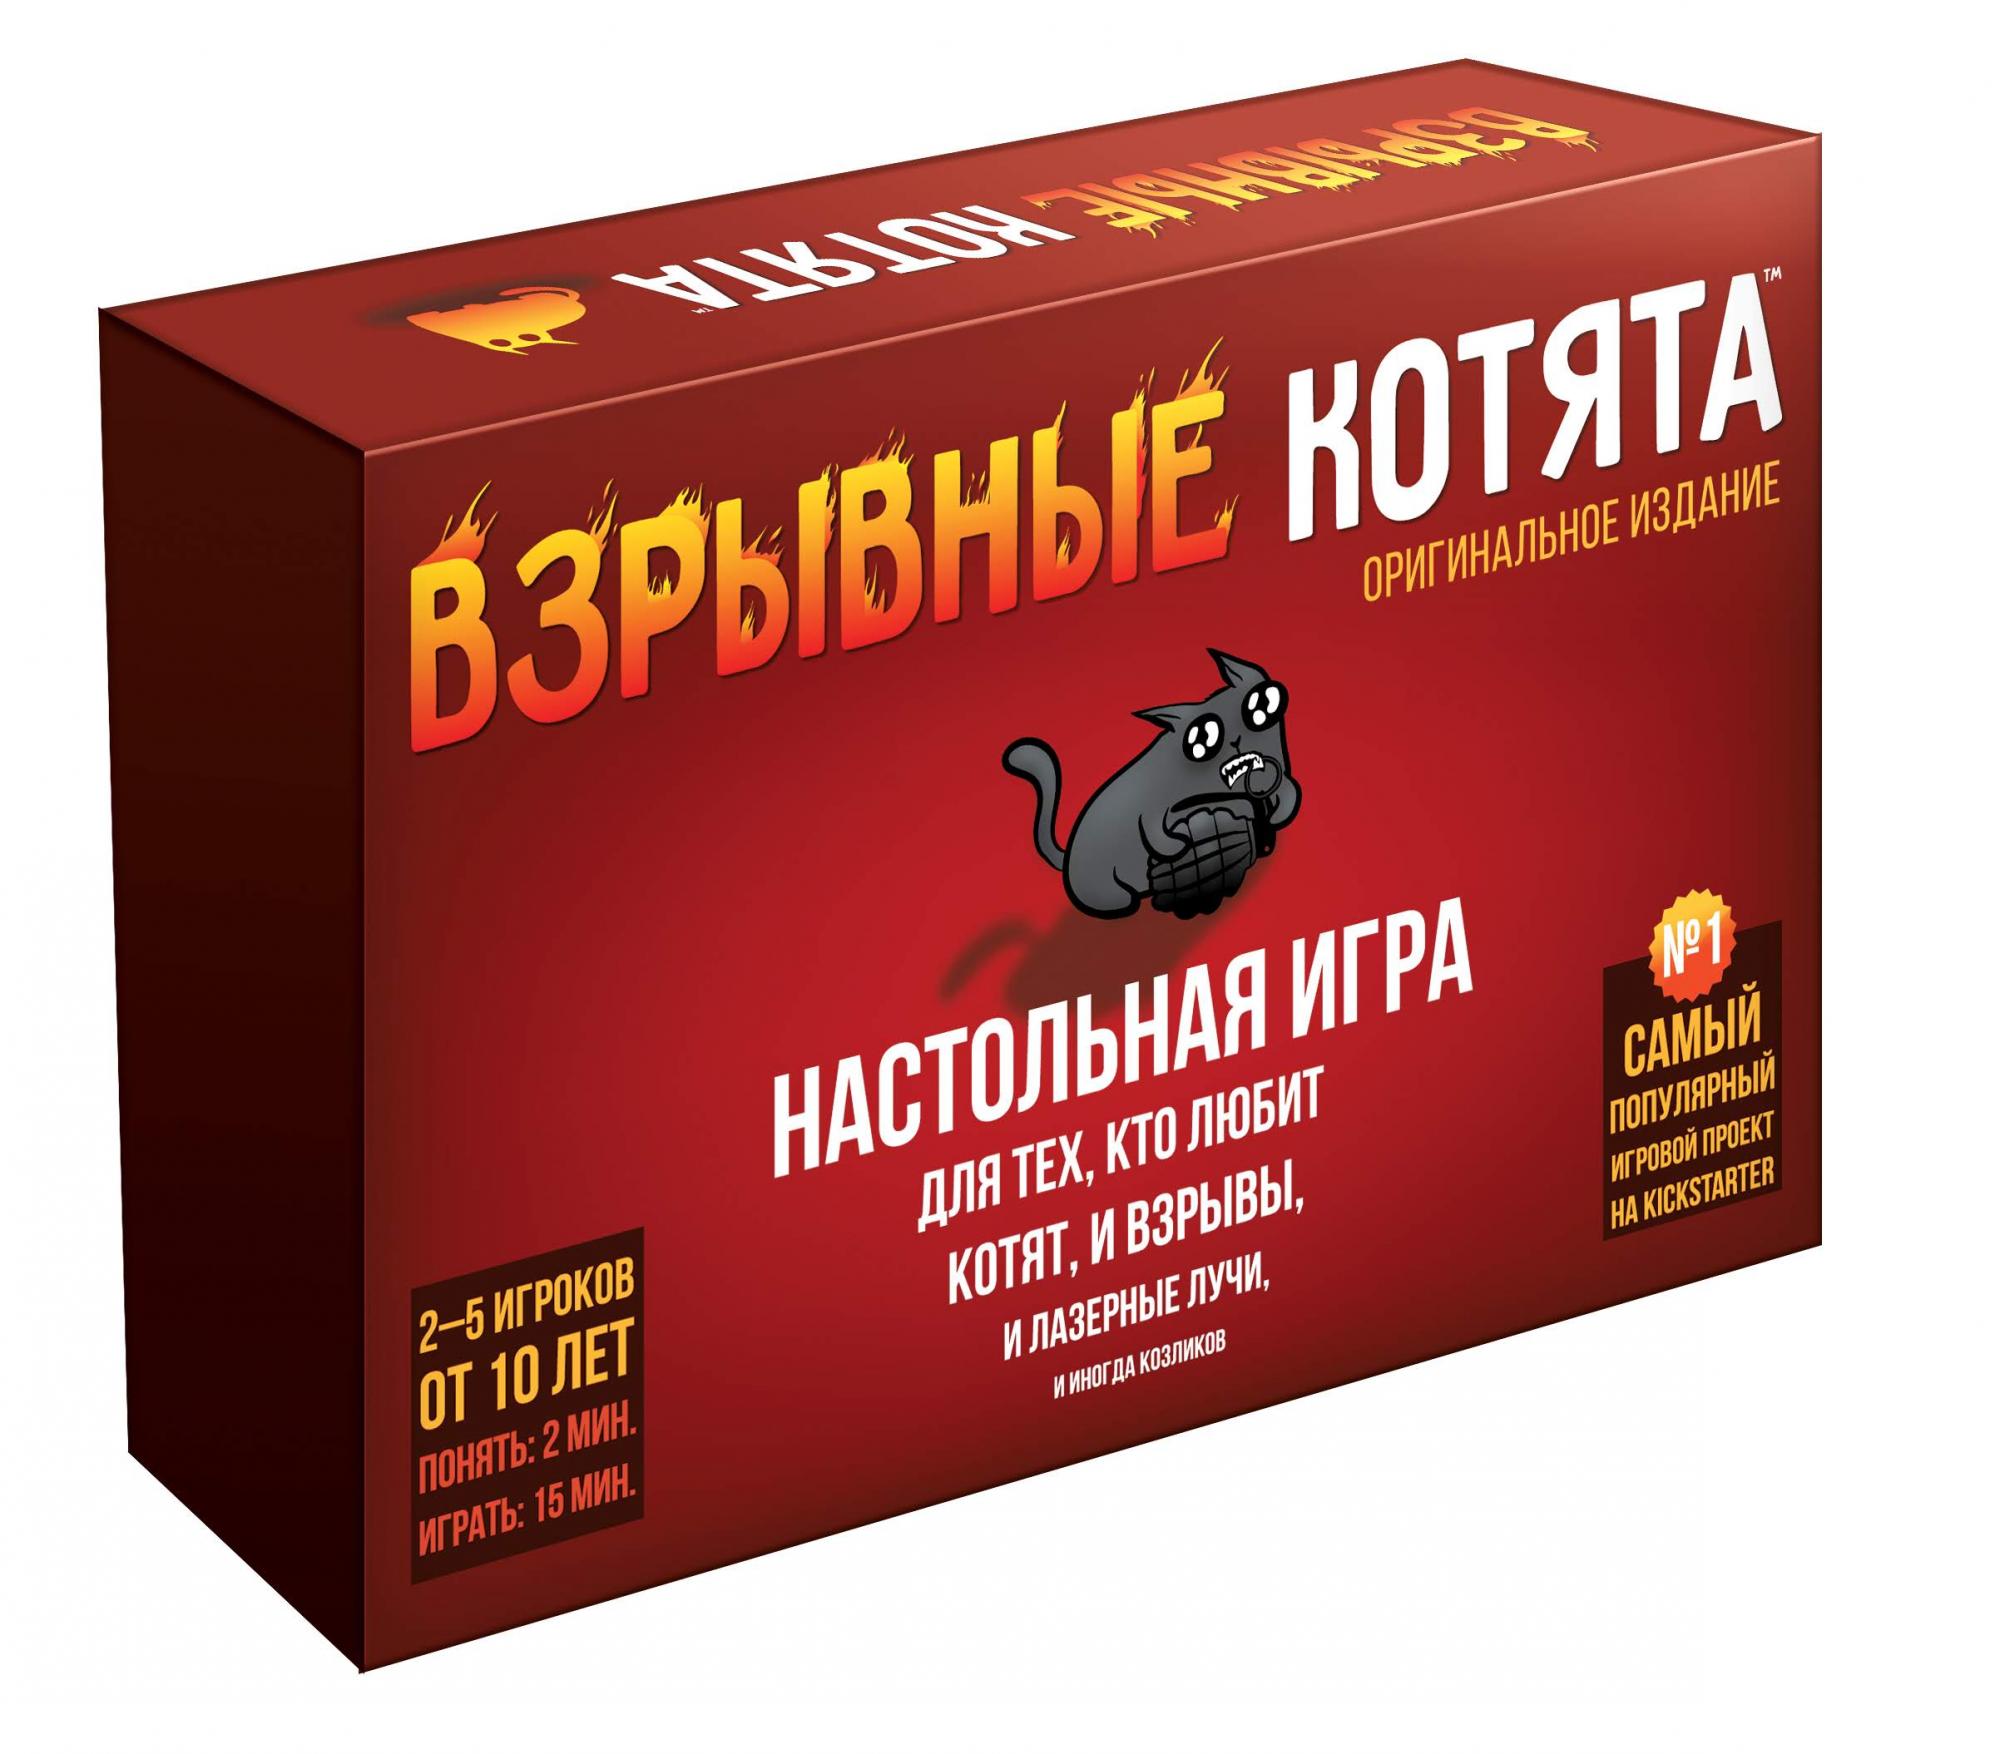 ВЗРЫВНЫЕ КОТЯТА™
ВЗРЫВНЫЕ КОТЯТА™
ОРИГИНАЛЬНОЕ ИЗДАНИЕ
НАСТОЛЬНАЯ ИГРА
ДЛЯ ТЕХ, КТО ЛЮБИТ
КОТЯТ, И ВЗРЫВЫ,
И ЛАЗЕРНЫЕ ЛУЧИ,
И ИНОГДА КОЗЛИКОВ
№1
САМЫЙ
ПОПУЛЯРНЫЙ
ИГРОВОЙ ПРОЕКТ
НА KICKSTARTER
2–5 ИГРОКОВ
ОТ 10 ЛЕТ
ПОНЯТЬ: 2 МИН.
ИГРАТЬ: 15 МИН.